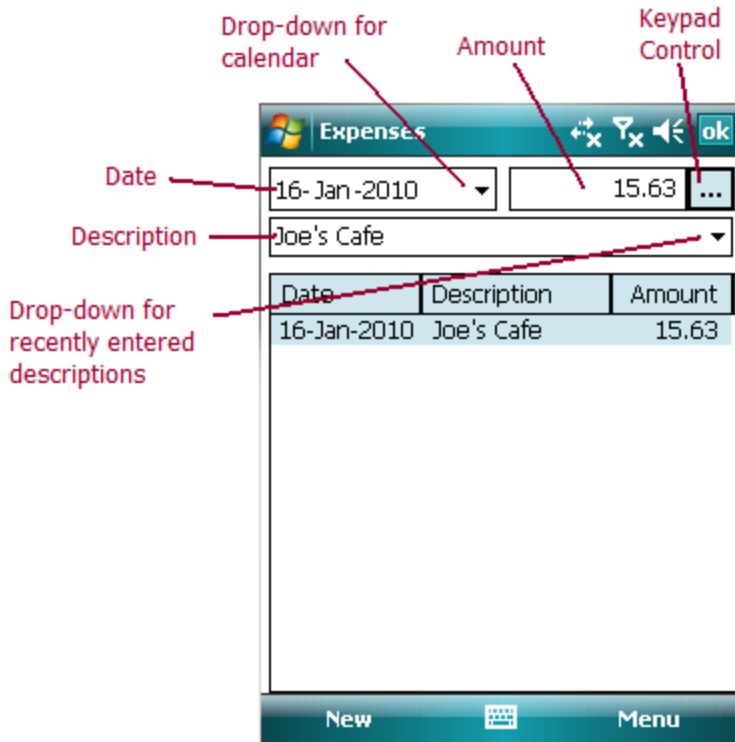 Drop-down for
calendar
Amount
Keypad
Control
Expenses
ok
Date
16-Jan-2010
15.63
...
Description
Joe's Cafe
Drop-down for
recently entered
descriptions
Date Description Amount
16-Jan-2010 Joe's Cafe 15.63
New Menu